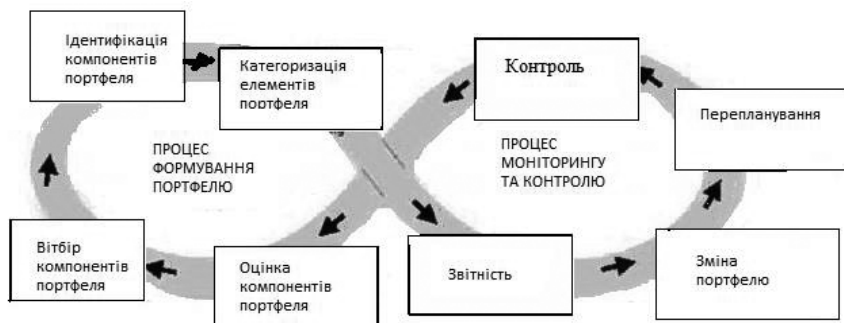 Ідентифікація
компонентів
портфеля
Категоризація
елементів
портфеля
Контроль
Перепланування
ПРОЦЕС
ФОРМУВАННЯ
ПОРТФЕЛЮ
ПРОЦЕС
МОНІТОРИНГУ
ТА КОНТРОЛЮ
Вітбір
компонентів
портфеля
Оцінка
компонентів
портфеля
Звітність
Зміна
портфелю